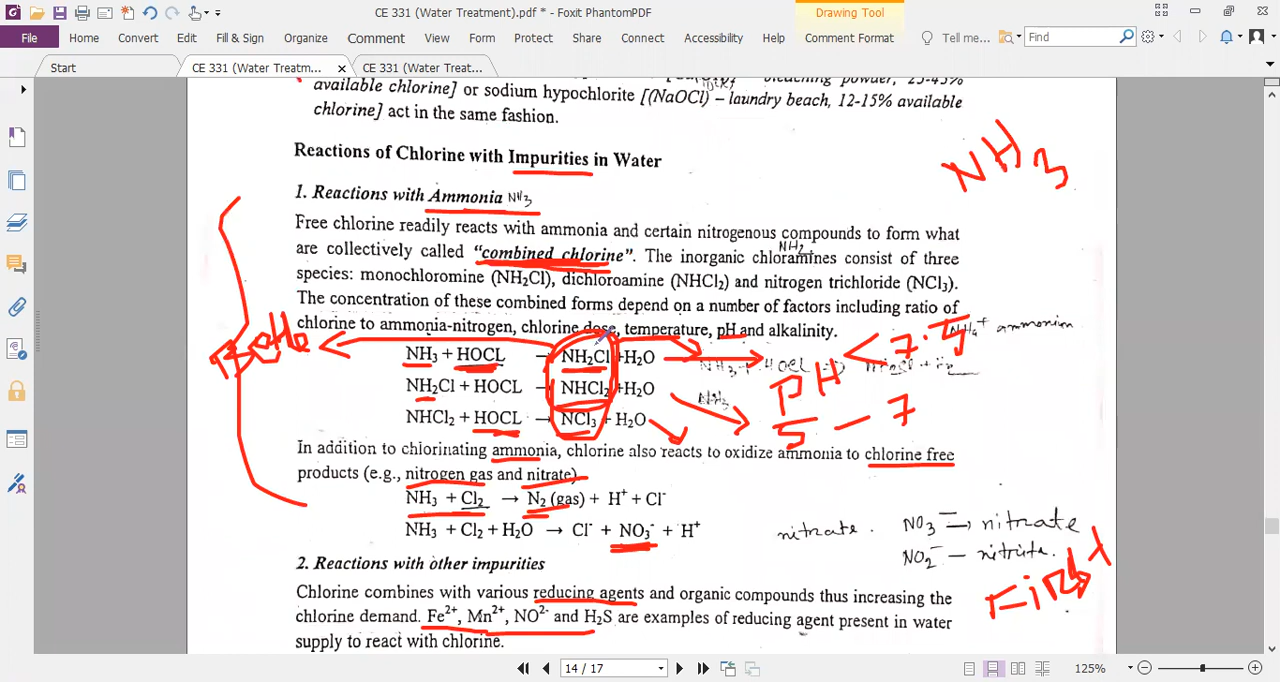 CE 331 (Water Treatment).pdf * - Foxit PhantomPDF
Drawing Tool
File Home Convert Edit Fill & Sign Organize Comment View Form Protect Share Connect Accessibility Help Comment Format Tell me... Find
Start CE 331 (Water Treatm... CE 331 (Water Treat...
bleaching powder, 25-45%
available chlorine] or sodium hypochlorite [(NaOCl) – laundry beach, 12-15% available
chlorine] act in the same fashion.
NH3
Reactions of Chlorine with Impurities in Water
1. Reactions with Ammonia NH3
Free chlorine readily reacts with ammonia and certain nitrogenous compounds to form what
NH2
are collectively called "combined chlorine". The inorganic chloramines consist of three
species: monochloromine (NH2Cl), dichloroamine (NHCl2) and nitrogen trichloride (NCl3).
The concentration of these combined forms depend on a number of factors including ratio of
chlorine to ammonia-nitrogen, chlorine dose, temperature, pH and alkalinity.
NH4+ ammonium
Both
NH3 + HOCL → NH2Cl +H2O
< 7.5
NH2Cl + HOCL → NHCl2 +H2O
PH
NHCl2 + HOCL → NCl3 + H2O
5 – 7
In addition to chlorinating ammonia, chlorine also reacts to oxidize ammonia to chlorine free
products (e.g., nitrogen gas and nitrate)
NH3 + Cl2 → N2 (gas) + H+ + Cl-
NH3 + Cl2 + H2O → Cl- + NO3- + H+
nitrate. NO3- → nitrate
NO2- – nitrite.
First
2. Reactions with other impurities
Chlorine combines with various reducing agents and organic compounds thus increasing the
chlorine demand. Fe2+, Mn2+, NO2- and H2S are examples of reducing agent present in water
supply to react with chlorine.
14 / 17 125%